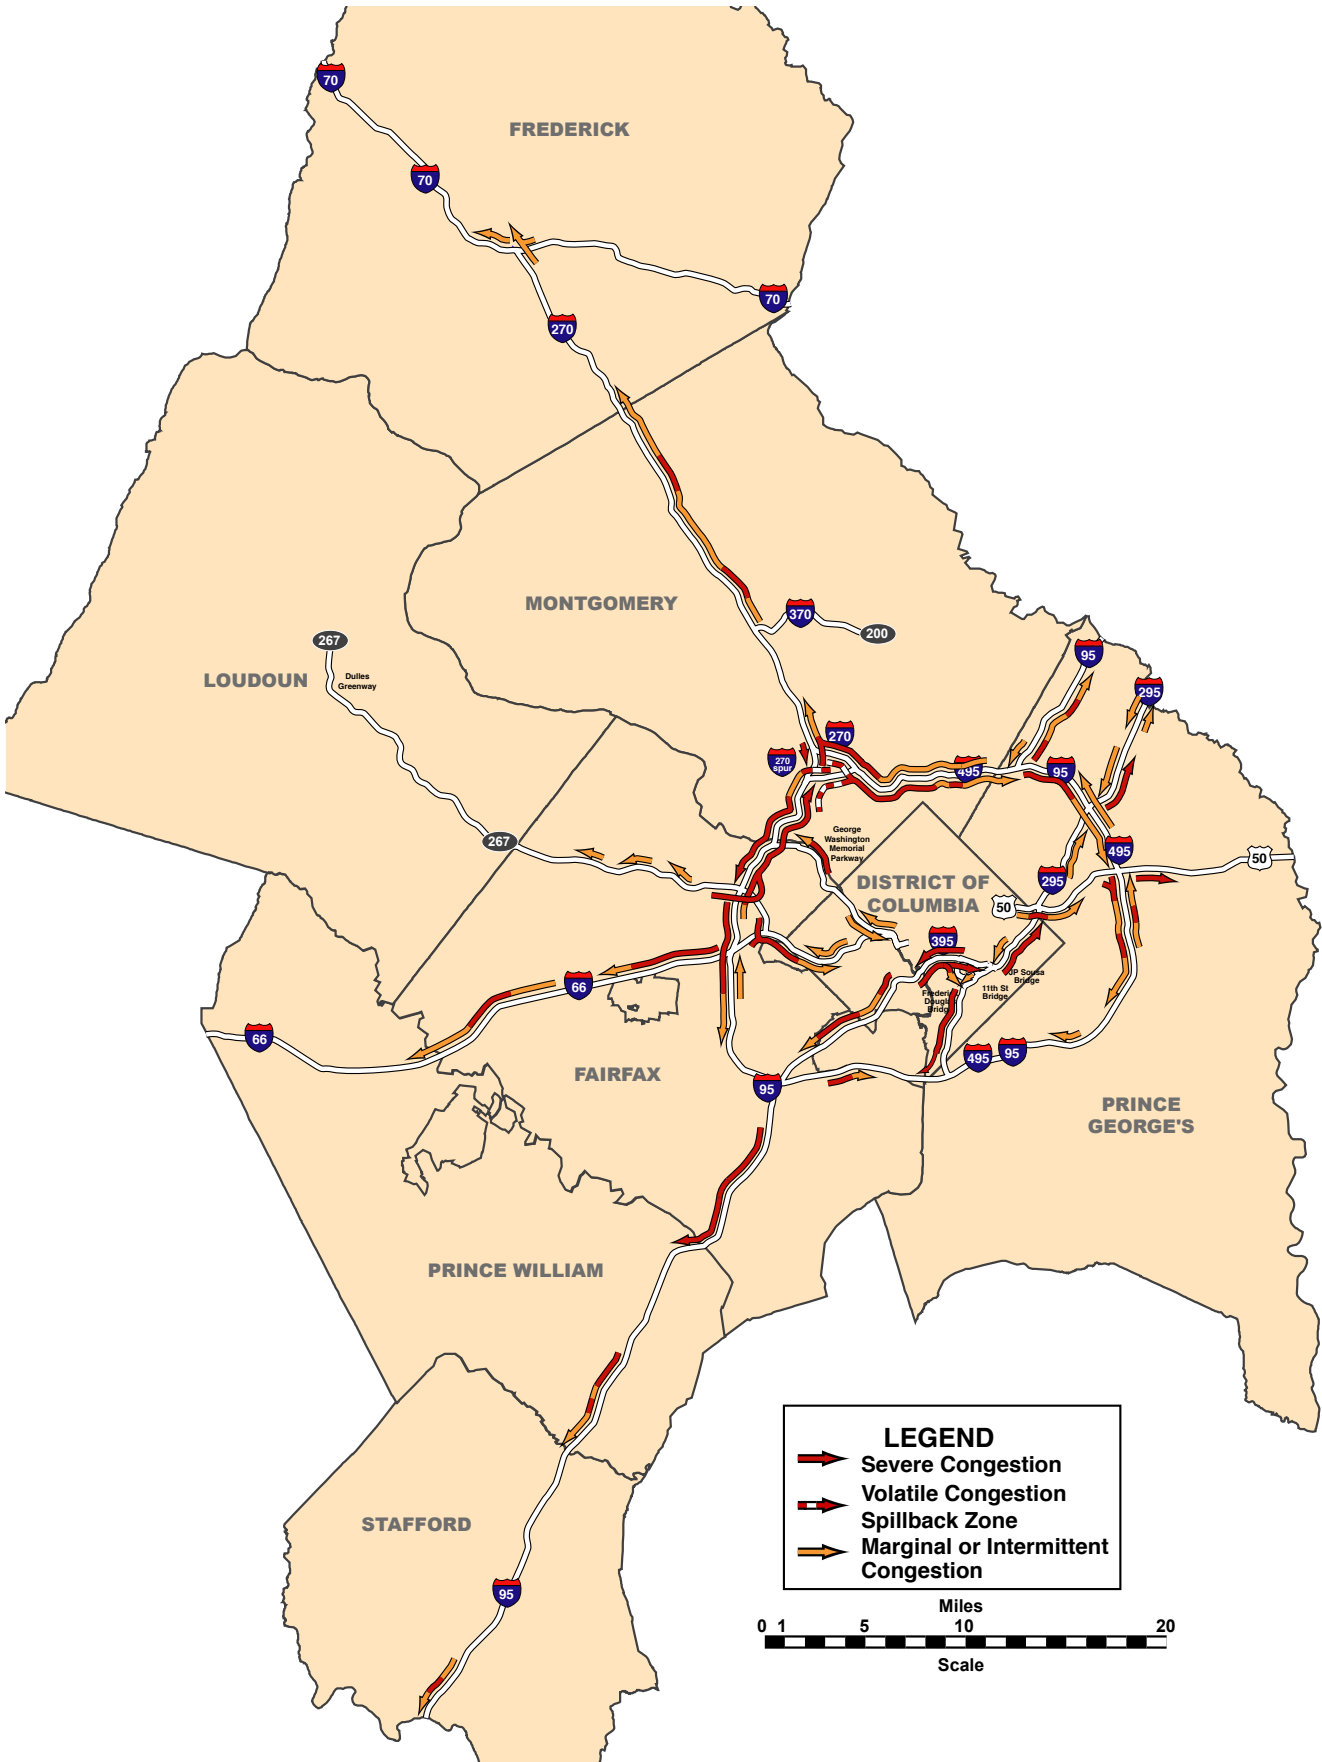 70
FREDERICK
70
70
270
MONTGOMERY
370
200
267
Dulles
Greenway
LOUDOUN
95
295
270
270
spur
495
95
267
George
Washington
Memorial
Parkway
495
50
DISTRICT OF
COLUMBIA
295
50
395
JP Sousa
Bridge
11th St
Bridge
Frederi
Dougla
Bridg
66
66
495
95
FAIRFAX
95
PRINCE
GEORGE'S
PRINCE WILLIAM
STAFFORD
95
LEGEND
Severe Congestion
Volatile Congestion
Spillback Zone
Marginal or Intermittent
Congestion
Miles
0 1 5 10 20
Scale